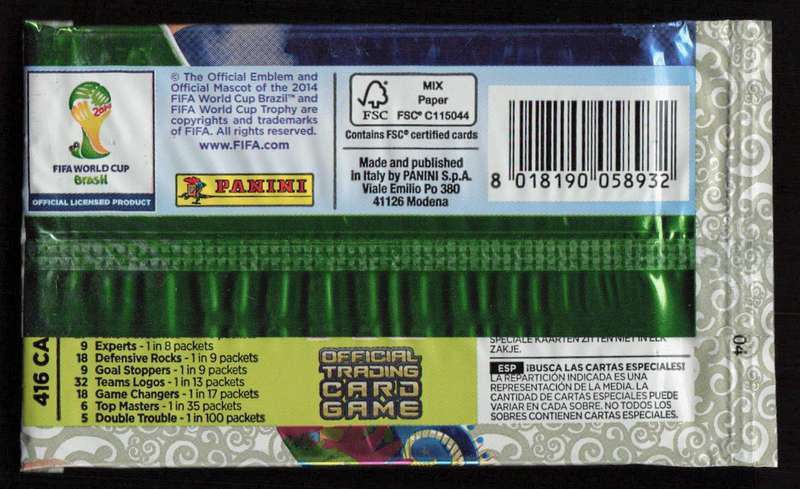 2014
FIFA WORLD CUP
Brasil
OFFICIAL LICENSED PRODUCT
© The Official Emblem and
Official Mascot of the 2014
FIFA World Cup Brazil™ and
FIFA World Cup Trophy are
copyrights and trademarks
of FIFA. All rights reserved.
www.FIFA.com
PANINI
FSC
MIX
Paper
FSC® C115044
Contains FSC® certified cards
Made and published
in Italy by PANINI S.p.A.
Viale Emilio Po 380
41126 Modena
8 018190 058932
416 CA
9 Experts - 1 in 8 packets
18 Defensive Rocks - 1 in 9 packets
9 Goal Stoppers - 1 in 9 packets
32 Teams Logos - 1 in 13 packets
18 Game Changers - 1 in 17 packets
6 Top Masters - 1 in 35 packets
5 Double Trouble - 1 in 100 packets
OFFICIAL
TRADING
CARD
GAME
SPECIALE KAARTEN ZITTEN NIET IN ELK
ZAKJE.
ESP ¡BUSCA LAS CARTAS ESPECIALES!
LA REPARTICIÓN INDICADA ES UNA
REPRESENTACIÓN DE LA MEDIA. LA
CANTIDAD DE CARTAS ESPECIALES PUEDE
VARIAR EN CADA SOBRE. NO TODOS LOS
SOBRES CONTIENEN CARTAS ESPECIALES.
04